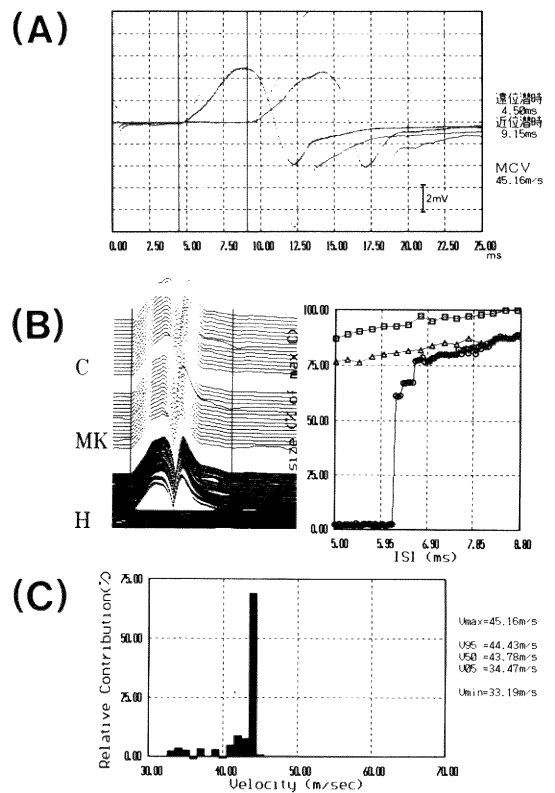 (A)
遠位潜時
4.50ms
近位潜時
9.15ms
MCV
45.16m/s
2mV
0.00 2.50 5.00 7.50 10.00 12.50 15.00 17.50 20.00 22.50 25.00
ms
(B)
C
MK
H
size (% of max C)
100.00
75.00
50.00
25.00
0.00
5.00 5.95 6.90 7.85 8.80
ISI (ms)
(C)
Relative Contribution(%)
75.00
50.00
25.00
0.00
30.00 40.00 50.00 60.00 70.00
Velocity (m/sec)
Vmax=45.16m/s
V95 =44.43m/s
V50 =43.78m/s
V05 =34.47m/s
Vmin=33.19m/s